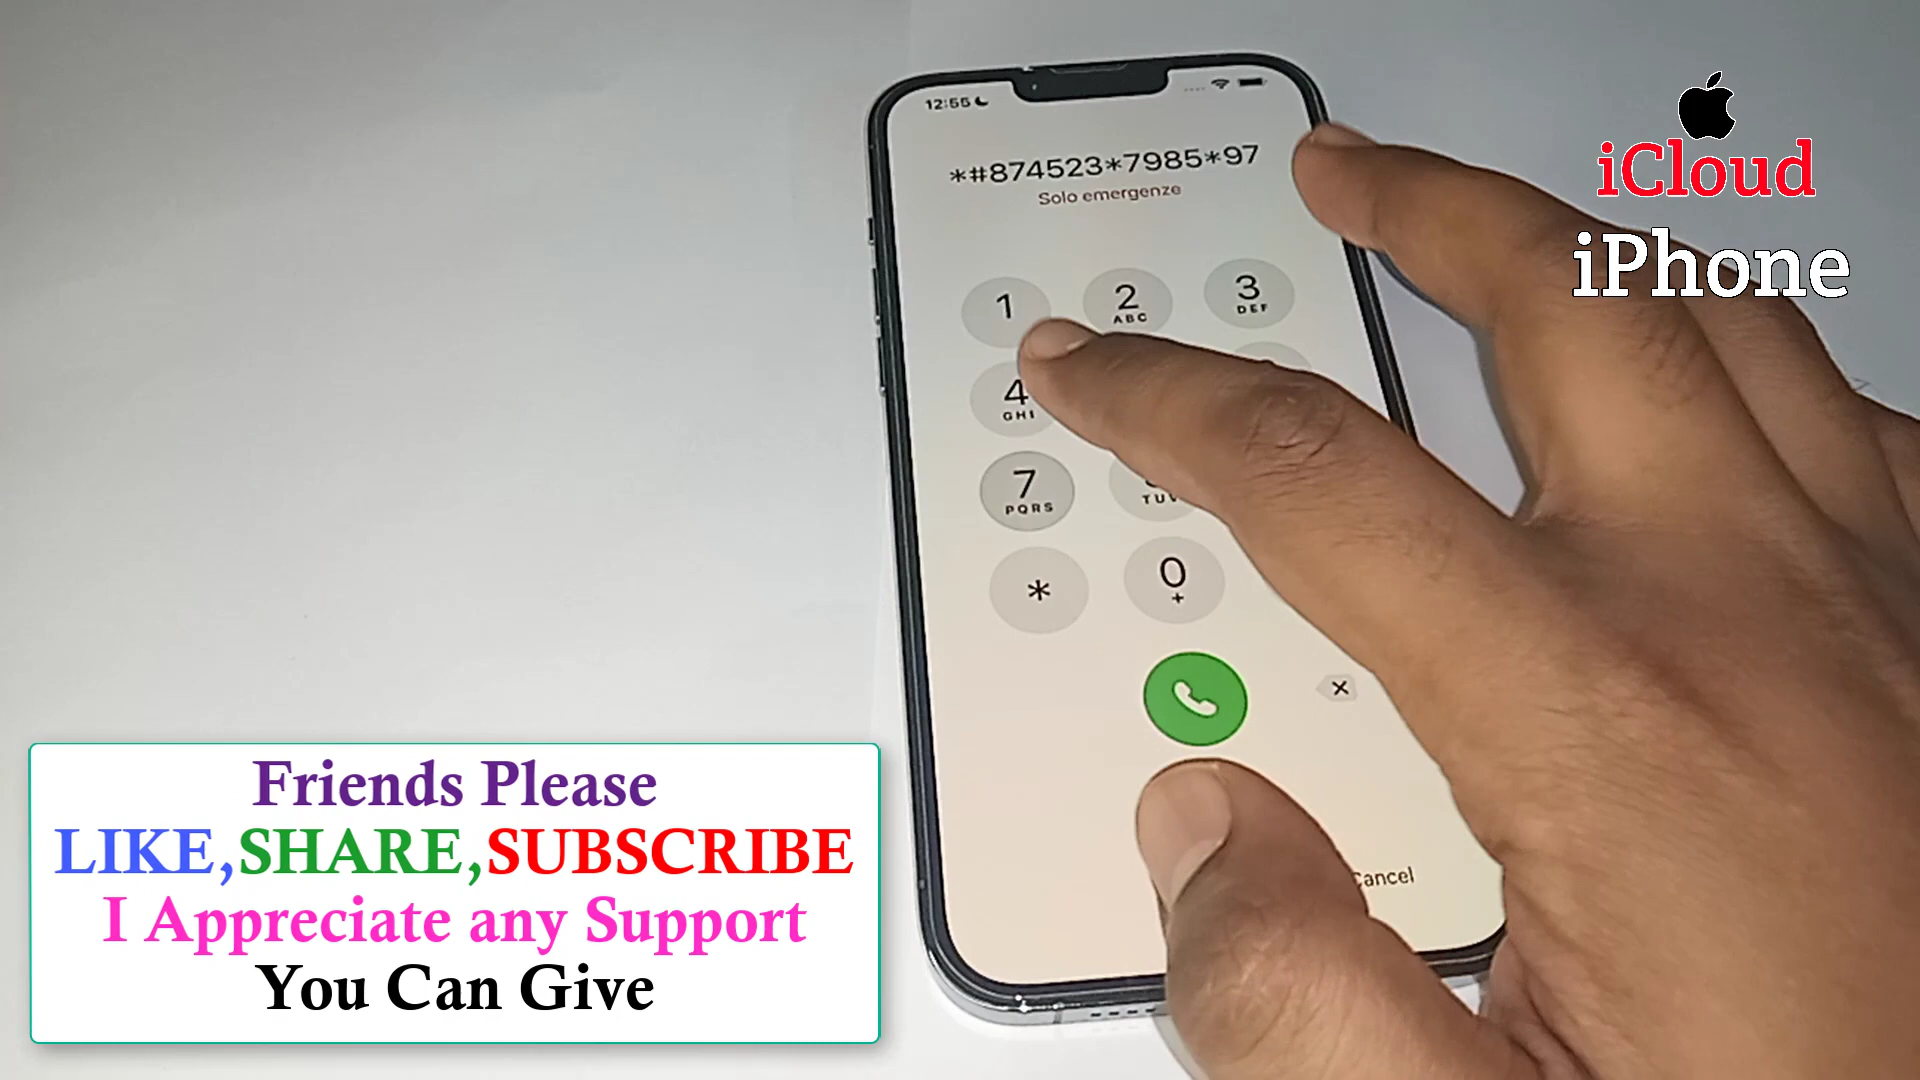 12:55
*#874523*7985*97
Solo emergenze
1
2
ABC
3
DEF
4
GHI
7
PQRS
TUV
*
0
+
Cancel
iCloud
iPhone
Friends Please
LIKE,SHARE,SUBSCRIBE
I Appreciate any Support
You Can Give